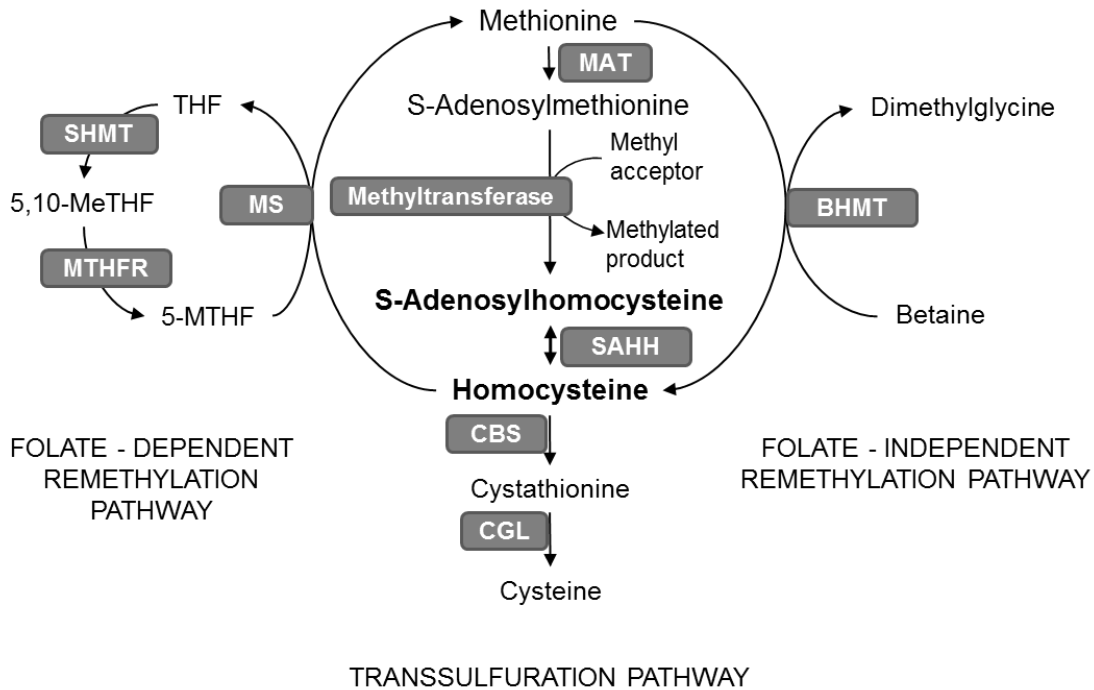 Methionine
MAT
THF
S-Adenosylmethionine
Dimethylglycine
SHMT
Methyl
acceptor
5,10-MeTHF
MS
Methyltransferase
BHMT
Methylated
product
MTHFR
5-MTHF
S-Adenosylhomocysteine
Betaine
SAHH
Homocysteine
CBS
FOLATE - DEPENDENT
REMETHYLATION
PATHWAY
FOLATE - INDEPENDENT
REMETHYLATION PATHWAY
Cystathionine
CGL
Cysteine
TRANSSULFURATION PATHWAY